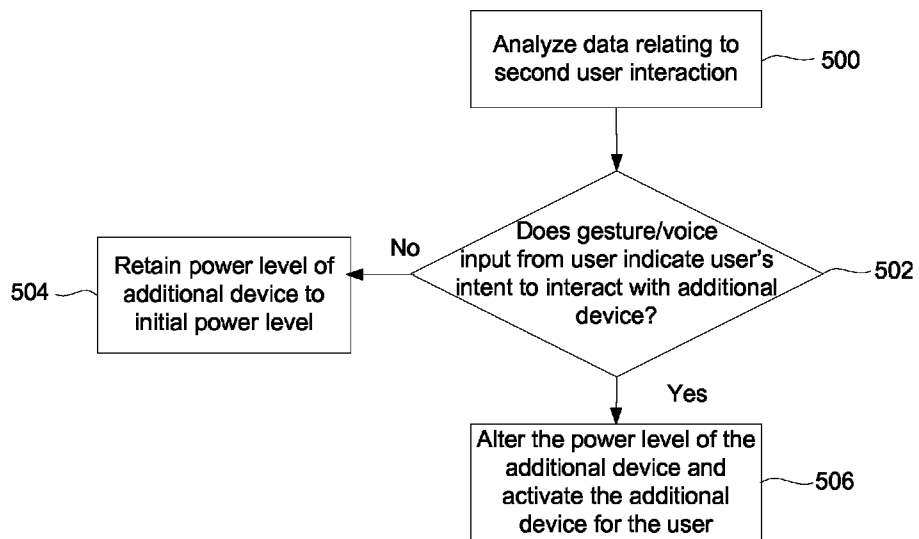 Analyze data relating to
second user interaction
500
Does gesture/voice
input from user indicate user's
intent to interact with additional
device?
502
No
Retain power level of
additional device to
initial power level
504
Yes
Alter the power level of the
additional device and
activate the additional
device for the user
506